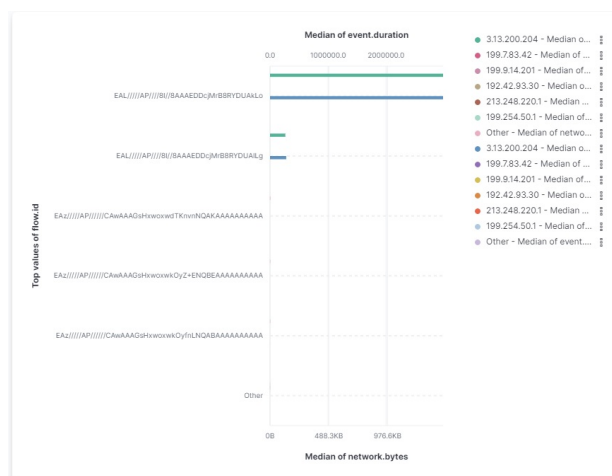 Median of event.duration
0.0 1000000.0 2000000.0
EAL/////AP////8I//8AAAEDDcjMrB8RYDUAkLo
EAL/////AP////8I//8AAAEDDcjMrB8RYDUAlLg
EAz/////AP//////CAwAAAGsHxwoxwdTKnvnNQAKAAAAAAAAAA
EAz/////AP//////CAwAAAGsHxwoxwkOyZ+ENQBEAAAAAAAAAA
EAz/////AP//////CAwAAAGsHxwoxwkOyfnLNQABAAAAAAAAAA
Other
Top values of flow.id
0B 488.3KB 976.6KB
Median of network.bytes
3.13.200.204 - Median o...
199.7.83.42 - Median of ...
199.9.14.201 - Median of...
192.42.93.30 - Median o...
213.248.220.1 - Median ...
199.254.50.1 - Median of...
Other - Median of netwo...
3.13.200.204 - Median o...
199.7.83.42 - Median of ...
199.9.14.201 - Median of...
192.42.93.30 - Median o...
213.248.220.1 - Median ...
199.254.50.1 - Median of...
Other - Median of event....